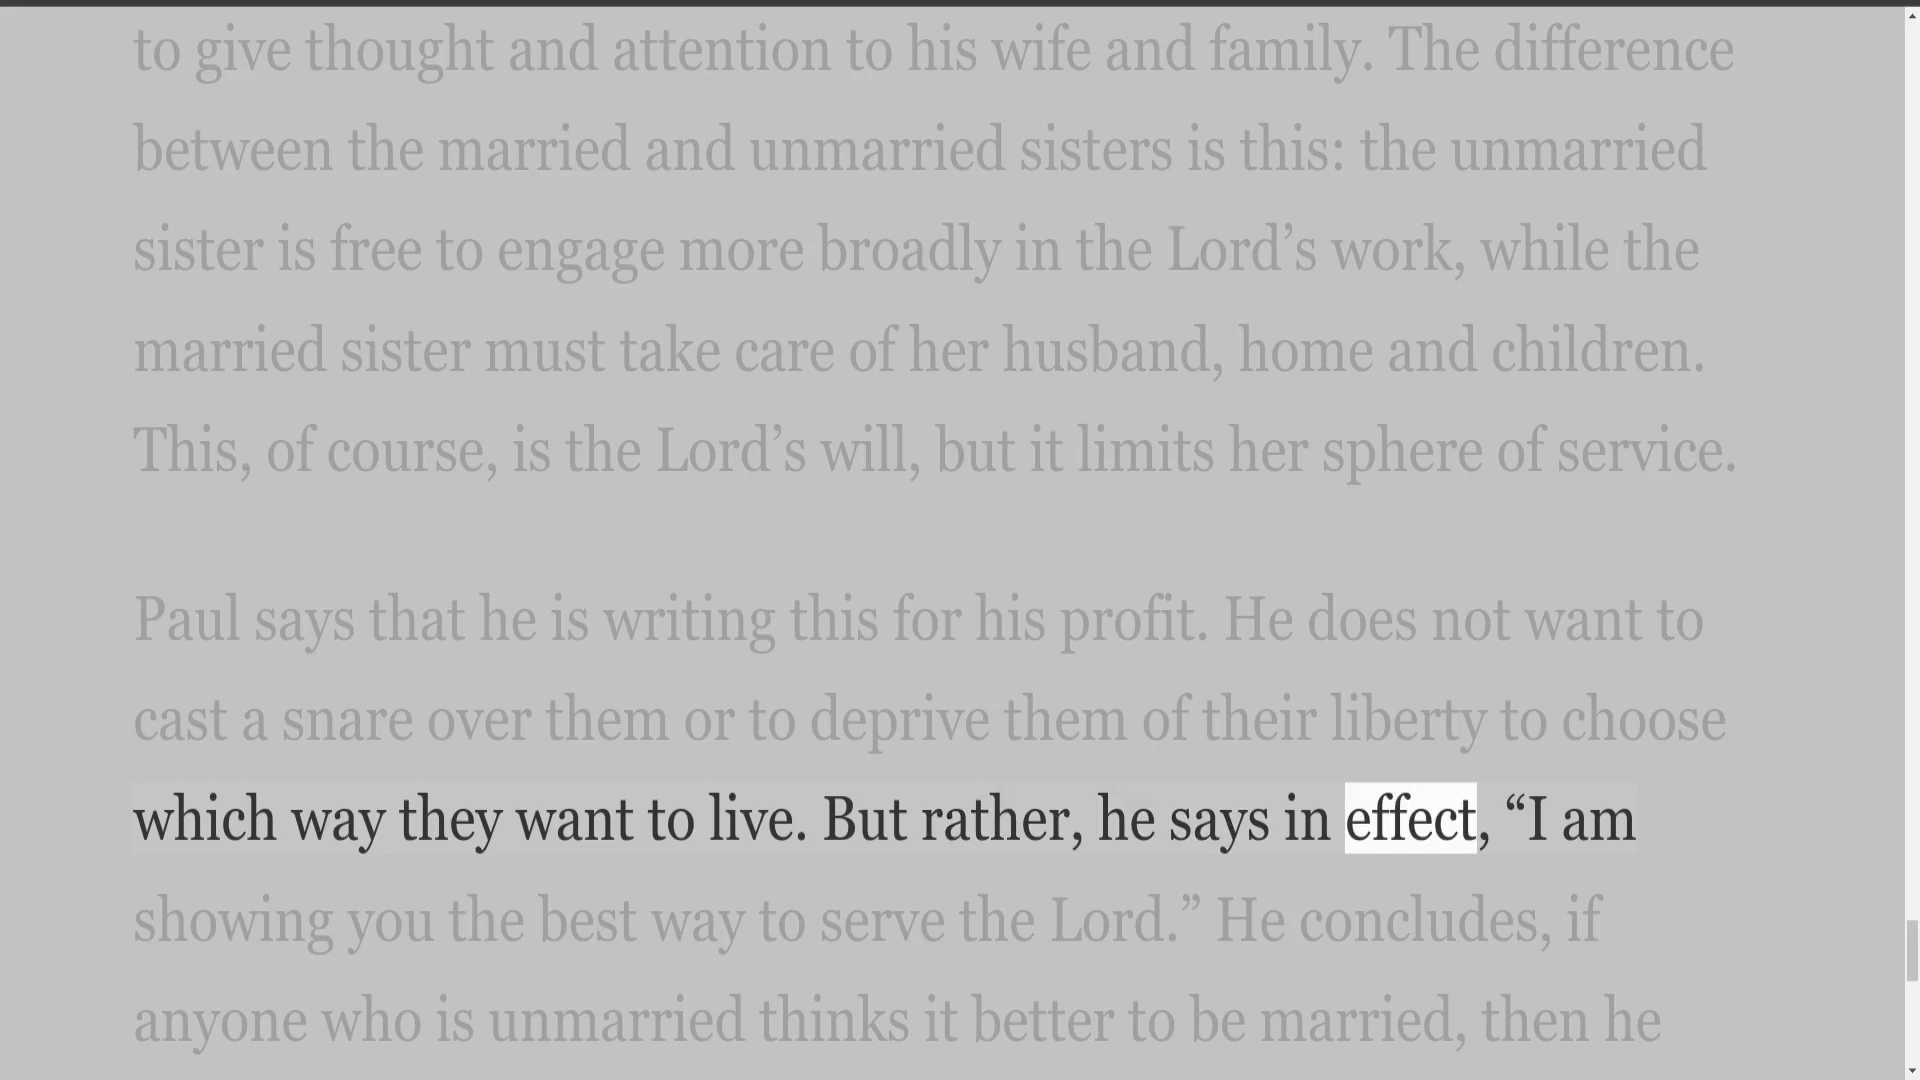 to give thought and attention to his wife and family. The difference
between the married and unmarried sisters is this: the unmarried
sister is free to engage more broadly in the Lord’s work, while the
married sister must take care of her husband, home and children.
This, of course, is the Lord’s will, but it limits her sphere of service.
Paul says that he is writing this for his profit. He does not want to
cast a snare over them or to deprive them of their liberty to choose
which way they want to live. But rather, he says in effect, “I am
showing you the best way to serve the Lord.” He concludes, if
anyone who is unmarried thinks it better to be married, then he